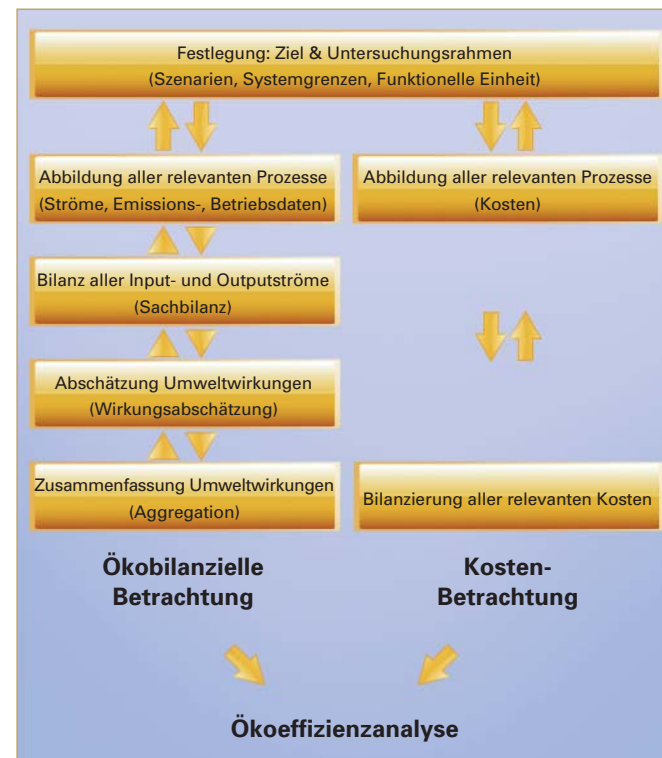 Festlegung: Ziel & Untersuchungsrahmen
(Szenarien, Systemgrenzen, Funktionelle Einheit)
Abbildung aller relevanten Prozesse
(Ströme, Emissions-, Betriebsdaten)
Abbildung aller relevanten Prozesse
(Kosten)
Bilanz aller Input- und Outputströme
(Sachbilanz)
Abschätzung Umweltwirkungen
(Wirkungsabschätzung)
Zusammenfassung Umweltwirkungen
(Aggregation)
Bilanzierung aller relevanten Kosten
Ökobilanzielle
Betrachtung
Kosten-
Betrachtung
Ökoeffizienzanalyse